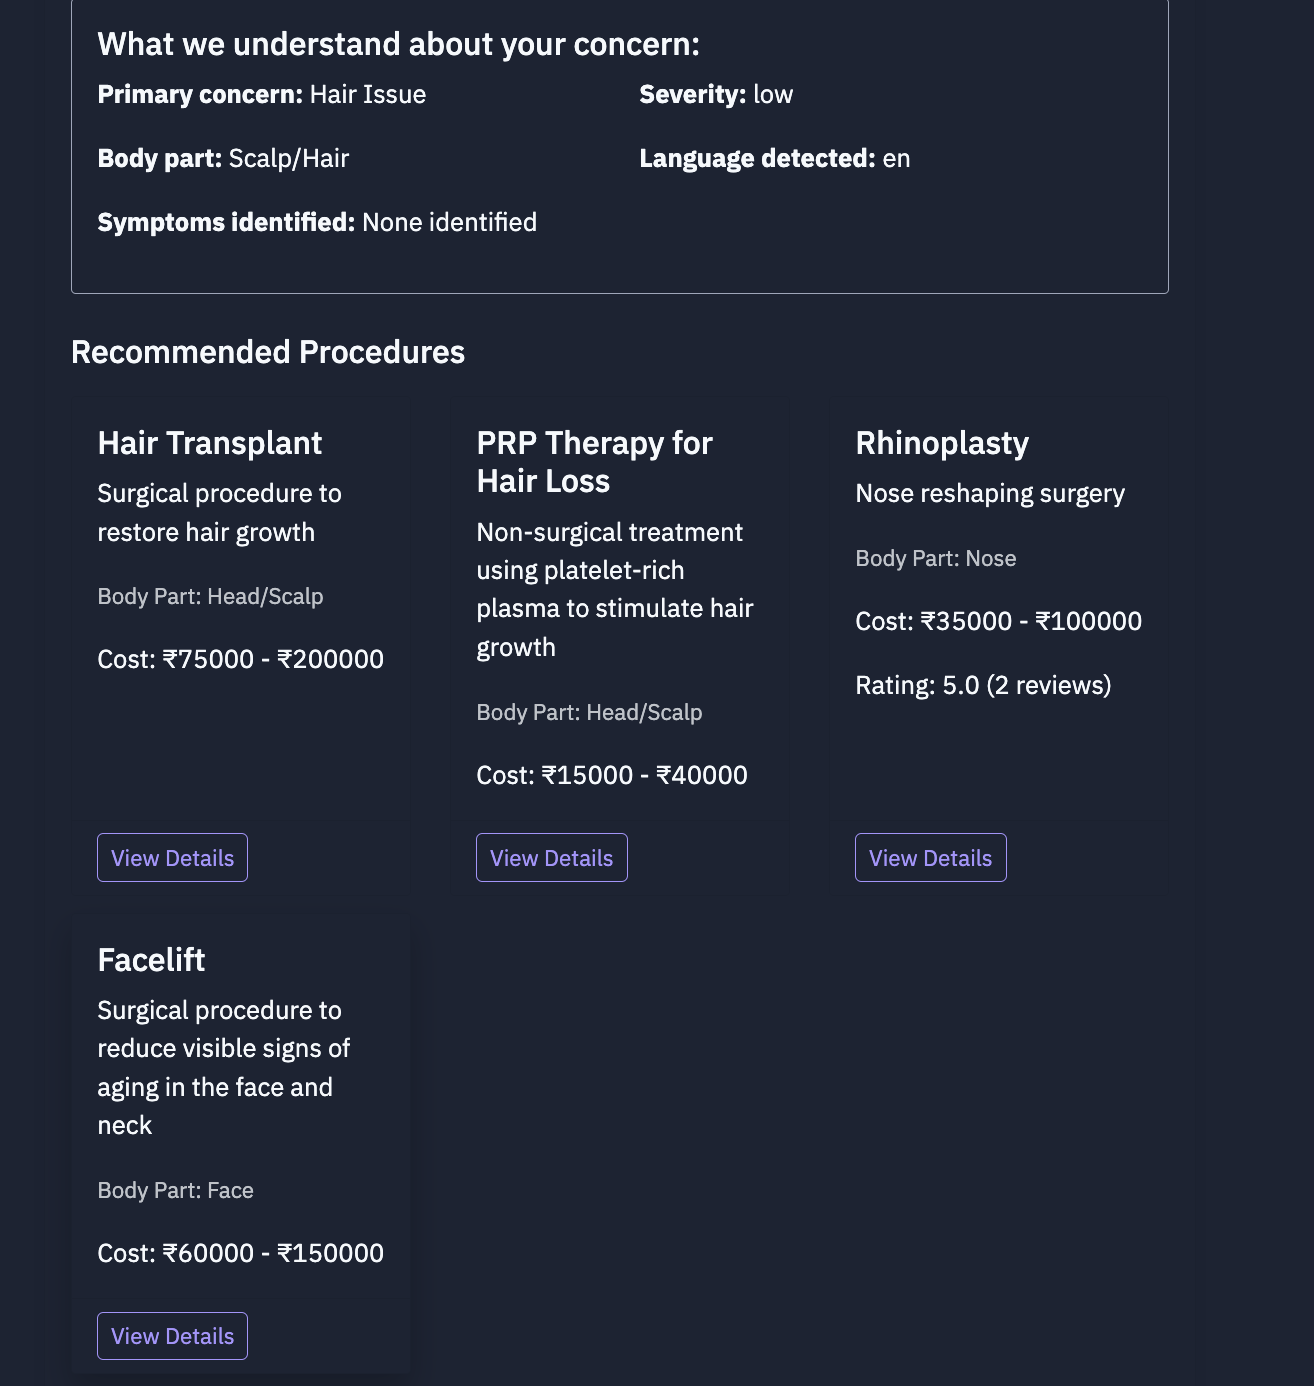 What we understand about your concern:
Primary concern: Hair Issue
Severity: low
Body part: Scalp/Hair
Language detected: en
Symptoms identified: None identified
Recommended Procedures
Hair Transplant
Surgical procedure to
restore hair growth
Body Part: Head/Scalp
Cost: ₹75000 - ₹200000
View Details
PRP Therapy for
Hair Loss
Non-surgical treatment
using platelet-rich
plasma to stimulate hair
growth
Body Part: Head/Scalp
Cost: ₹15000 - ₹40000
View Details
Rhinoplasty
Nose reshaping surgery
Body Part: Nose
Cost: ₹35000 - ₹100000
Rating: 5.0 (2 reviews)
View Details
Facelift
Surgical procedure to
reduce visible signs of
aging in the face and
neck
Body Part: Face
Cost: ₹60000 - ₹150000
View Details